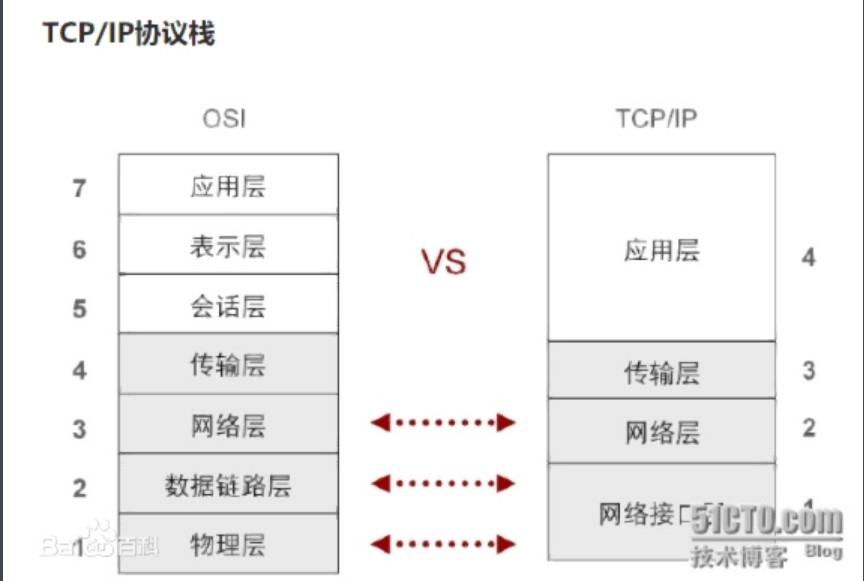 TCP/IP协议栈
OSI
TCP/IP
7 应用层
6 表示层
5 会话层
4 传输层
3 网络层
2 数据链路层
1 物理层
VS
应用层 4
传输层 3
网络层 2
网络接口 1
Baidu百科
51CTO.com
技术博客 Blog